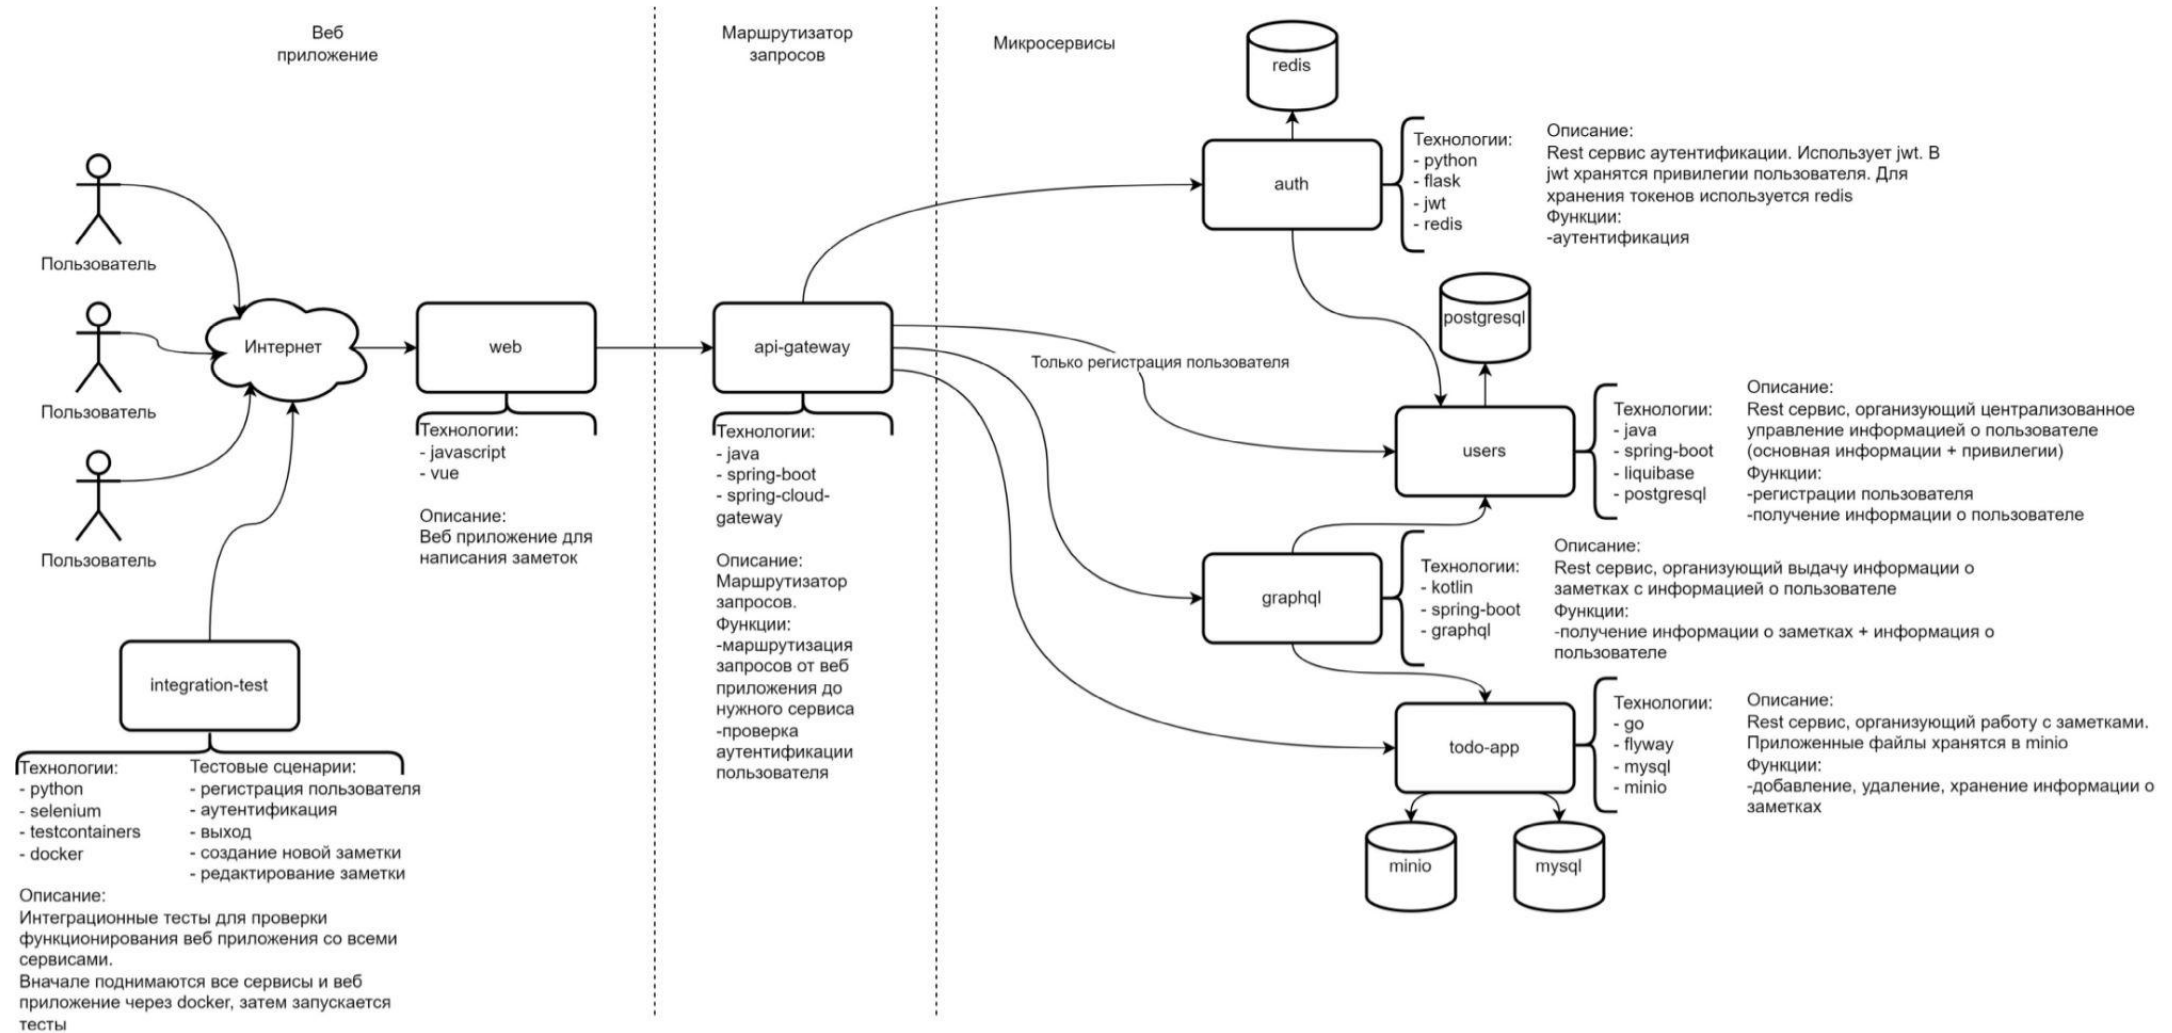 Веб
приложение
Маршрутизатор
запросов
Микросервисы
redis
auth
Технологии:
- python
- flask
- jwt
- redis
Описание:
Rest сервис аутентификации. Использует jwt. В
jwt хранятся привилегии пользователя. Для
хранения токенов используется redis
Функции:
-аутентификация
Пользователь
Пользователь
Пользователь
Интернет
web
Технологии:
- javascript
- vue
Описание:
Веб приложение для
написания заметок
api-gateway
Технологии:
- java
- spring-boot
- spring-cloud-
gateway
Описание:
Маршрутизатор
запросов.
Функции:
-маршрутизация
запросов от веб
приложения до
нужного сервиса
-проверка
аутентификации
пользователя
Только регистрация пользователя
postgresql
users
Технологии:
- java
- spring-boot
- liquibase
- postgresql
Описание:
Rest сервис, организующий централизованное
управление информацией о пользователе
(основная информации + привилегии)
Функции:
-регистрации пользователя
-получение информации о пользователе
graphql
Технологии:
- kotlin
- spring-boot
- graphql
Описание:
Rest сервис, организующий выдачу информации о
заметках с информацией о пользователе
Функции:
-получение информации о заметках + информация о
пользователе
todo-app
Технологии:
- go
- flyway
- mysql
- minio
Описание:
Rest сервис, организующий работу с заметками.
Приложенные файлы хранятся в minio
Функции:
-добавление, удаление, хранение информации о
заметках
minio
mysql
integration-test
Технологии:
- python
- selenium
- testcontainers
- docker
Тестовые сценарии:
- регистрация пользователя
- аутентификация
- выход
- создание новой заметки
- редактирование заметки
Описание:
Интеграционные тесты для проверки
функционирования веб приложения со всеми
сервисами.
Вначале поднимаются все сервисы и веб
приложение через docker, затем запускается
тесты